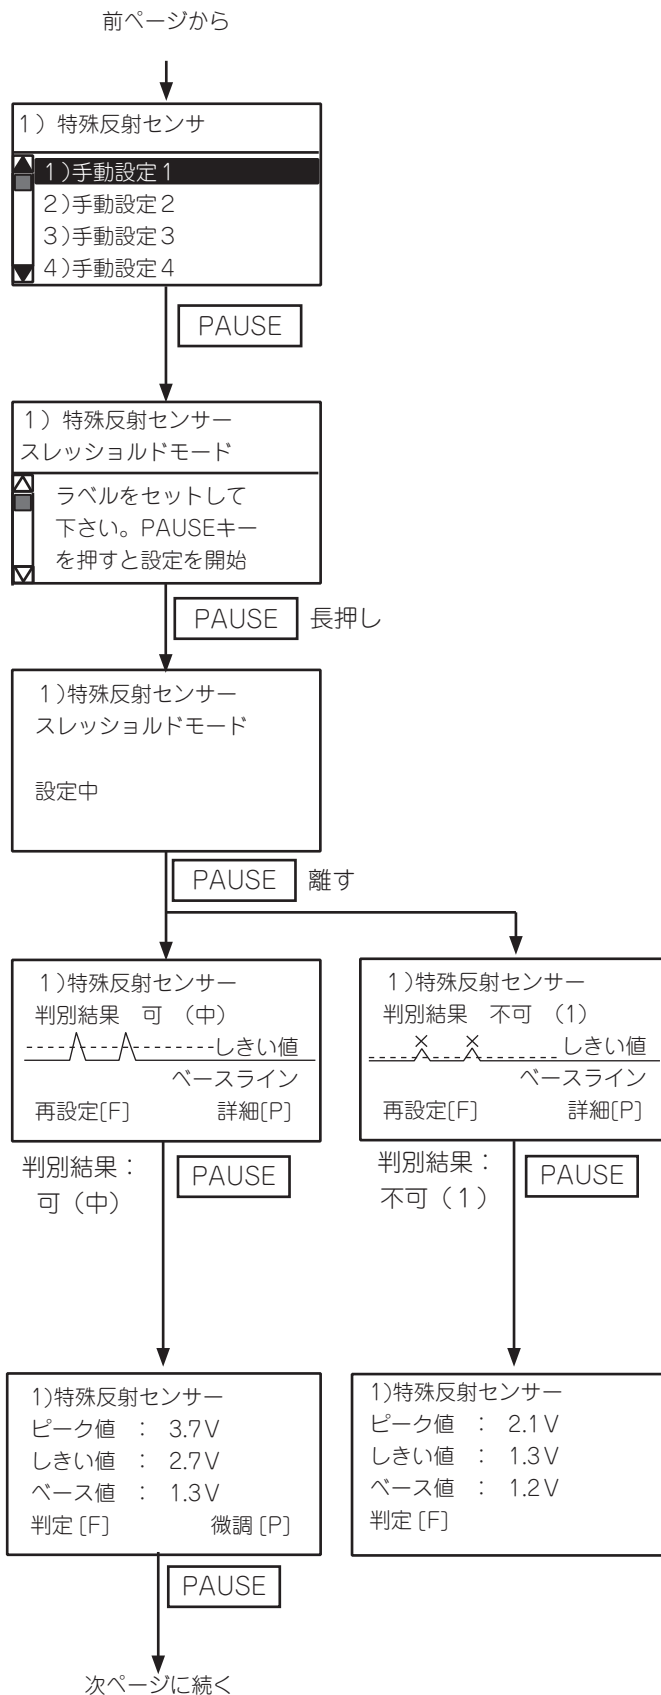 前ページから
1）特殊反射センサ
1)手動設定1
2)手動設定2
3)手動設定3
4)手動設定4
PAUSE
1）特殊反射センサー
スレッショルドモード
ラベルをセットして
下さい。PAUSEキー
を押すと設定を開始
PAUSE 長押し
1)特殊反射センサー
スレッショルドモード
設定中
PAUSE 離す
1)特殊反射センサー
判別結果 可 （中）
しきい値
ベースライン
再設定[F] 詳細[P]
判別結果：
可（中）
PAUSE
1)特殊反射センサー
判別結果 不可 （1）
しきい値
ベースライン
再設定[F] 詳細[P]
判別結果：
不可（1）
PAUSE
1)特殊反射センサー
ピーク値 ： 3.7V
しきい値 ： 2.7V
ベース値 ： 1.3V
判定 [F] 微調 [P]
1)特殊反射センサー
ピーク値 ： 2.1V
しきい値 ： 1.3V
ベース値 ： 1.2V
判定 [F]
PAUSE
次ページに続く